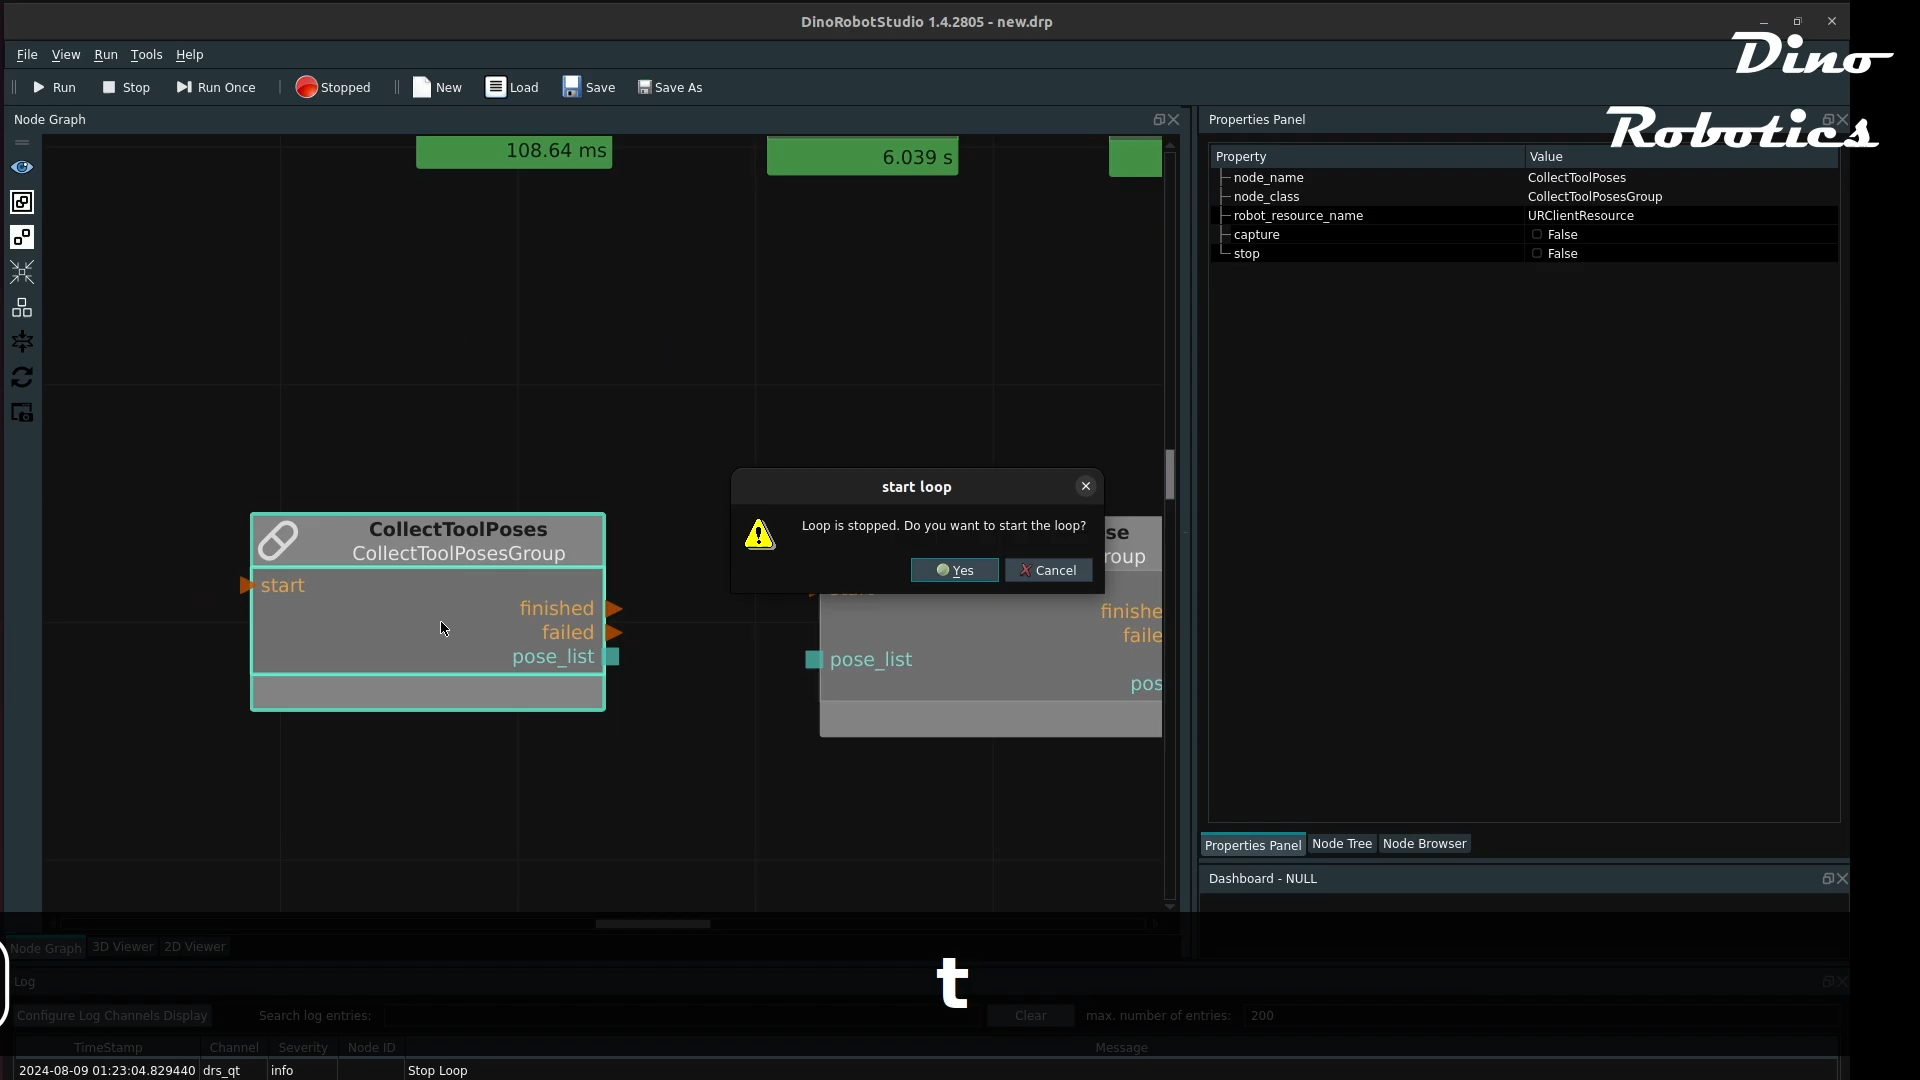 DinoRobotStudio 1.4.2805 - new.drp
Dino
Robotics
File View Run Tools Help
Run Stop Run Once Stopped New Load Save Save As
Node Graph
108.64 ms
6.039 s
CollectToolPoses
CollectToolPosesGroup
start
finished
failed
pose_list
start loop
Loop is stopped. Do you want to start the loop?
Yes Cancel
se
roup
finishe
faile
pose_list
pos
Properties Panel
Property Value
node_name CollectToolPoses
node_class CollectToolPosesGroup
robot_resource_name URClientResource
capture False
stop False
Properties Panel Node Tree Node Browser
Dashboard - NULL
Node Graph 3D Viewer 2D Viewer
t
Log
Configure Log Channels Display Search log entries: Clear max. number of entries: 200
TimeStamp Channel Severity Node ID Message
2024-08-09 01:23:04.829440 drs_qt info Stop Loop